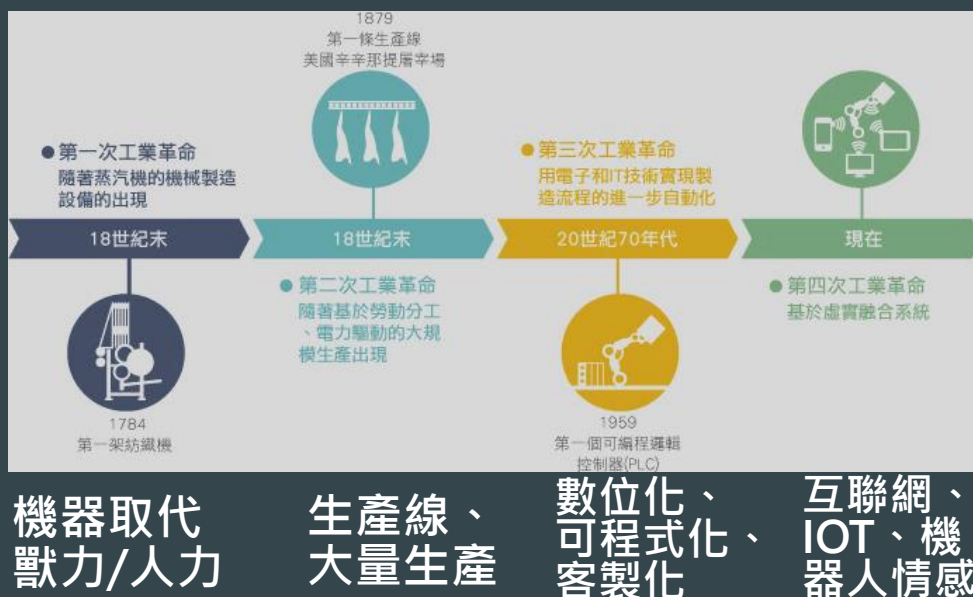 1879
第一條生產線
美國辛辛那提屠宰場
●第一次工業革命
隨著蒸汽機的機械製造
設備的出現
●第三次工業革命
用電子和IT技術實現製
造流程的進一步自動化
18世紀末
18世紀末
20世紀70年代
現在
●第二次工業革命
隨著基於勞動分工
、電力驅動的大規
模生產出現
●第四次工業革命
基於虛實融合系統
1784
第一架紡織機
1959
第一個可編程邏輯
控制器(PLC)
機器取代
獸力/人力
生產線、
大量生產
數位化、
可程式化、
客製化
互聯網、
IOT、機
器人情感